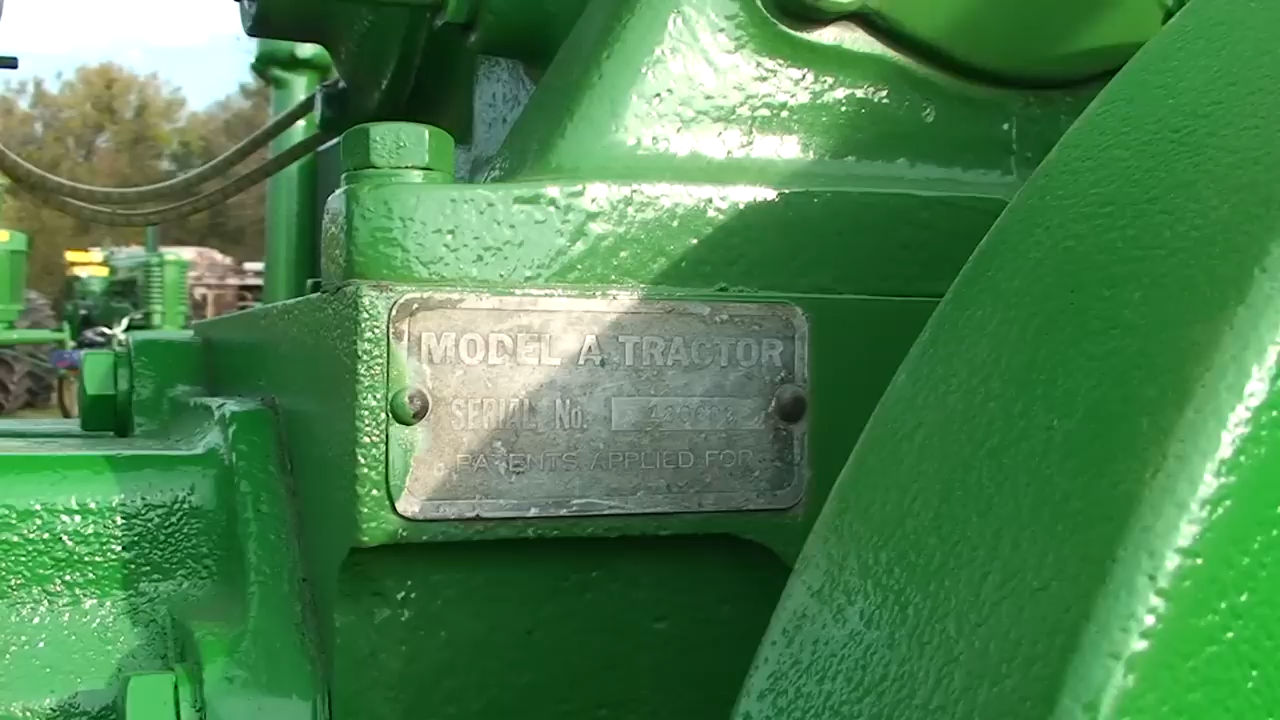 MODEL A TRACTOR
SERIAL No.
PATENTS APPLIED FOR